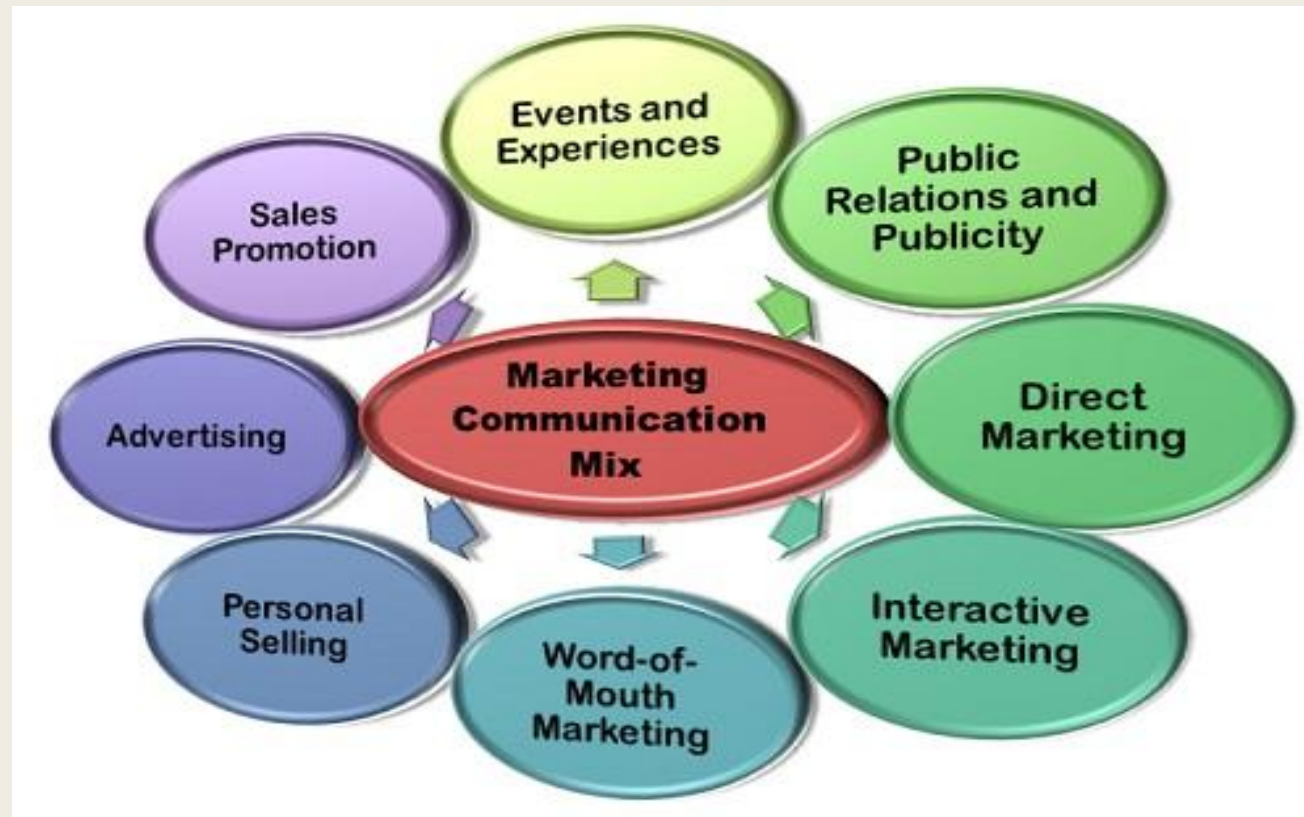 Events and
Experiences
Public
Relations and
Publicity
Sales
Promotion
Direct
Marketing
Marketing
Communication
Mix
Advertising
Interactive
Marketing
Personal
Selling
Word-of-
Mouth
Marketing